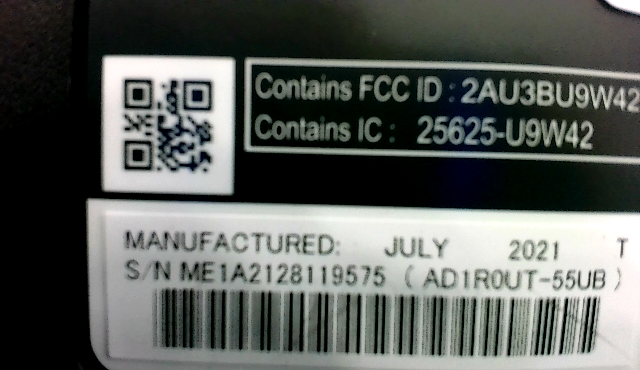 Contains FCC ID : 2AU3BU9W42
Contains IC : 25625-U9W42
MANUFACTURED: JULY 2021 T
S/N ME1A2128119575 ( AD1R0UT-55UB )